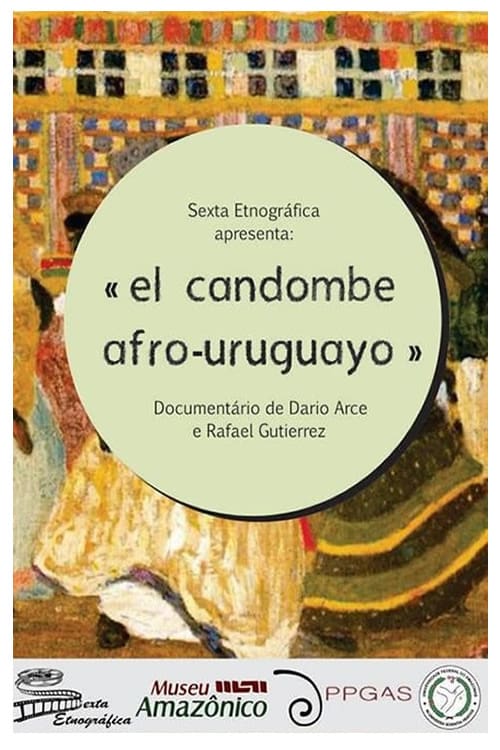 Sexta Etnográfica
apresenta:
« el candombe
afro-uruguayo »
Documentário de Dario Arce
e Rafael Gutierrez
Sexta
Etnográfica
Museu
Amazônico
PPGAS